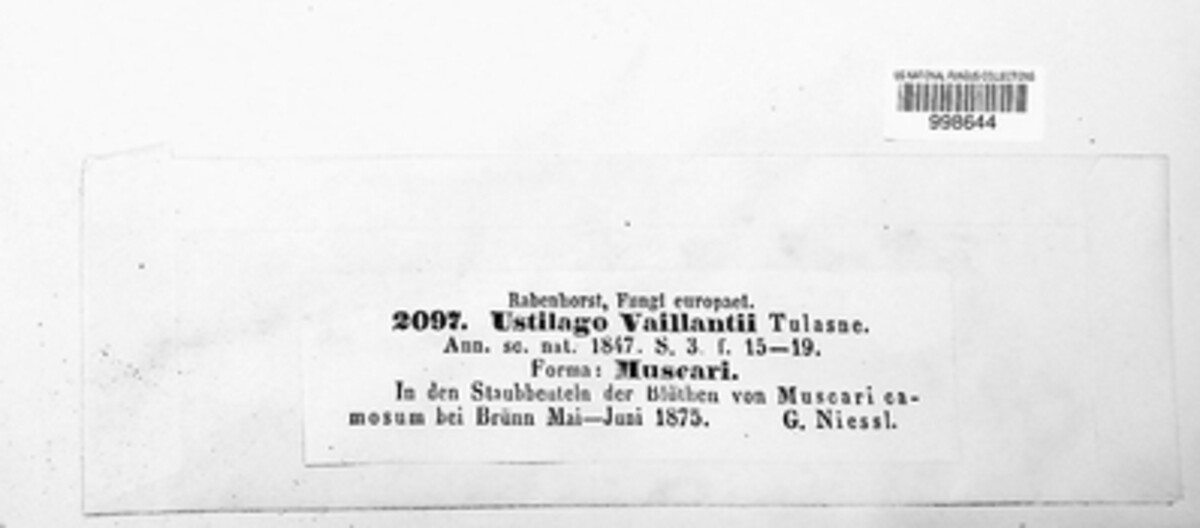 US NATIONAL FUNGUS COLLECTIONS
998644
Rabenhorst, Fungi europaei.
2097. Ustilago Vaillantii Tulasne.
Ann. sc. nat. 1847. S. 3. f. 15—19.
Forma: Muscari.
In den Staubbeuteln der Blüthen von Muscari co-
mosum bei Brünn Mai—Juni 1875. G. Niessl.